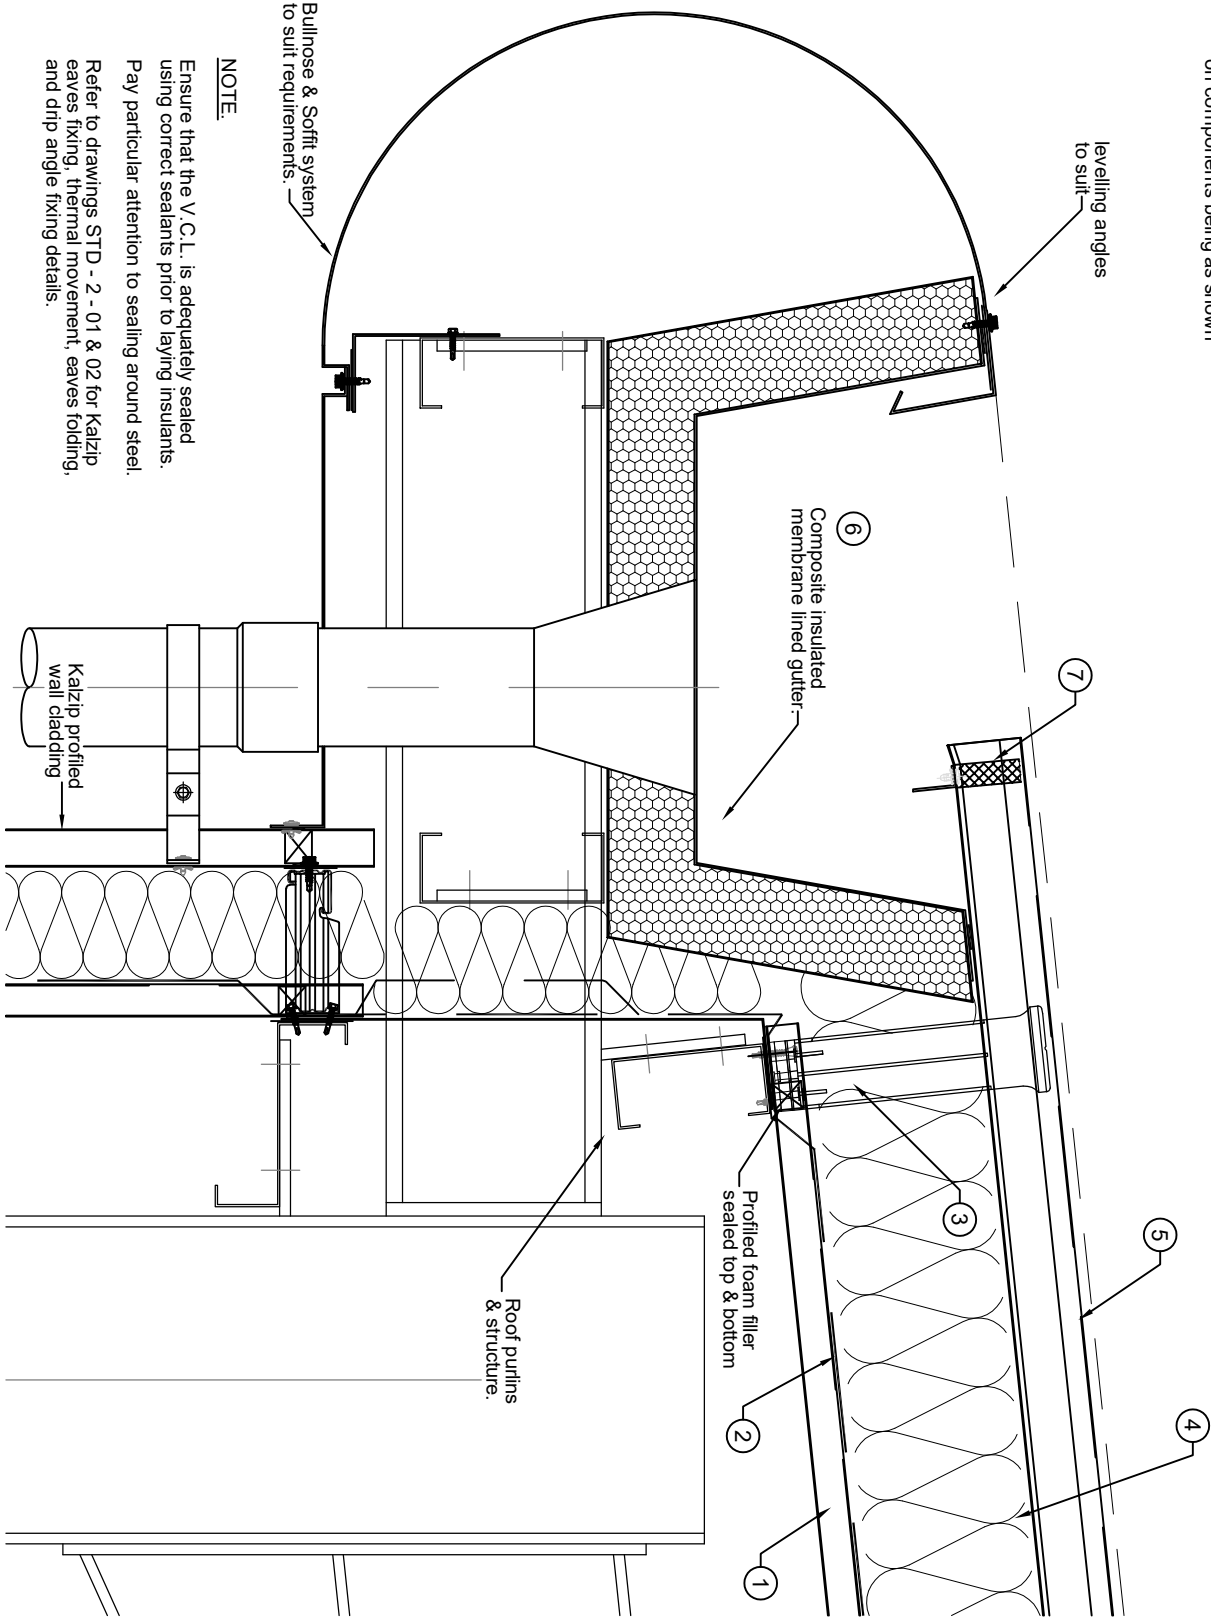 on components being as shown
levelling angles
to suit
Bullnose & Soffit system
to suit requirements.
6
Composite insulated
membrane lined gutter.
7
5
4
3
Profiled foam filler
sealed top & bottom
2
1
Roof purlins
& structure.
Kalzip profiled
wall cladding
NOTE.
Ensure that the V.C.L. is adequately sealed
using correct sealants prior to laying insulants.
Pay particular attention to sealing around steel.
Refer to drawings STD - 2 - 01 & 02 for Kalzip
eaves fixing, thermal movement, eaves folding,
and drip angle fixing details.